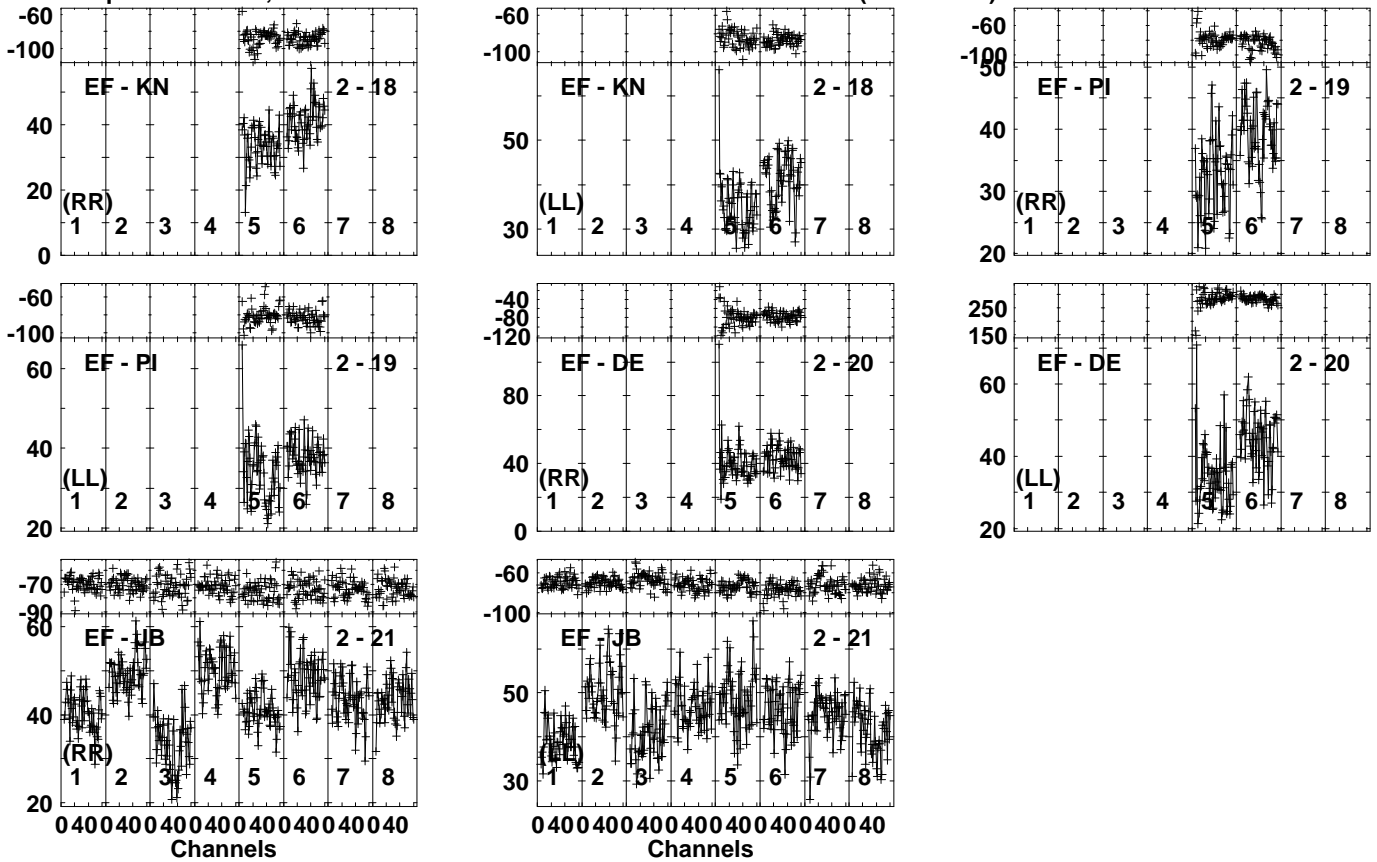 -60
-100
EF - KN 2 - 18
40
20
(RR)
1 2 3 4 5 6 7 8
0
-60
-100
EF - KN 2 - 18
50
(LL)
30
1 2 3 4 5 6 7 8
-60
-100
50
EF - PI 2 - 19
40
30
(RR)
1 2 3 4 5 6 7 8
20
-60
-100
60
EF - PI 2 - 19
40
(LL)
1 2 3 4 5 6 7 8
20
-40
-80
-120
EF - DE 2 - 20
80
40
(RR)
1 2 3 4 5 6 7 8
0
250
150
EF - DE 2 - 20
60
40
(LL)
1 2 3 4 5 6 7 8
20
-70
-90
60
EF - JB 2 - 21
40
(RR)
1 2 3 4 5 6 7 8
20
0 40 0 40 0 40 0 40 0 40 0 40 0 40 0 40
Channels
-60
-100
EF - JB 2 - 21
50
(LL)
30
1 2 3 4 5 6 7 8
0 40 0 40 0 40 0 40 0 40 0 40 0 40 0 40
Channels